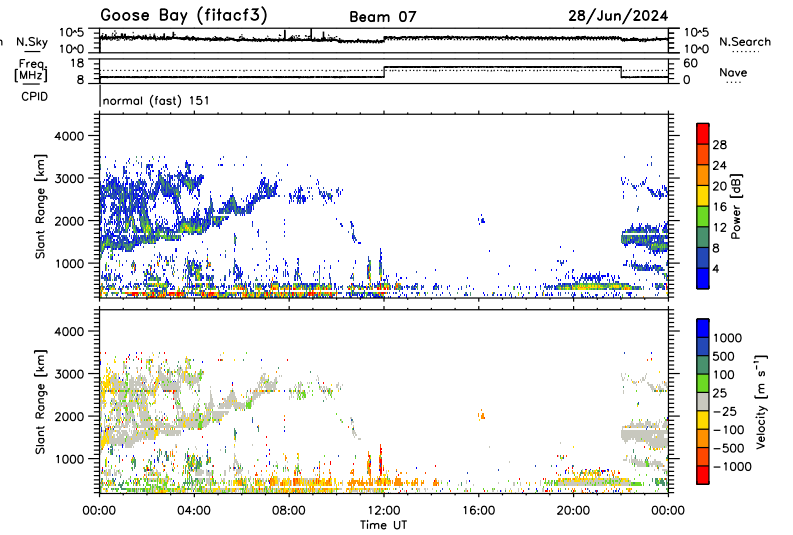 Goose Bay (fitacf3) Beam 07 28/Jun/2024
n N.Sky 10^5 10^0 10^5 10^0 N.Search
Freq. [MHz] 18 8 60 0 Nave
CPID normal (fast) 151
Slant Range [km] 4000 3000 2000 1000
Power [dB] 28 24 20 16 12 8 4
Slant Range [km] 4000 3000 2000 1000
Velocity [m s⁻¹] 1000 500 100 25 −25 −100 −500 −1000
00:00 04:00 08:00 12:00 16:00 20:00 00:00
Time UT